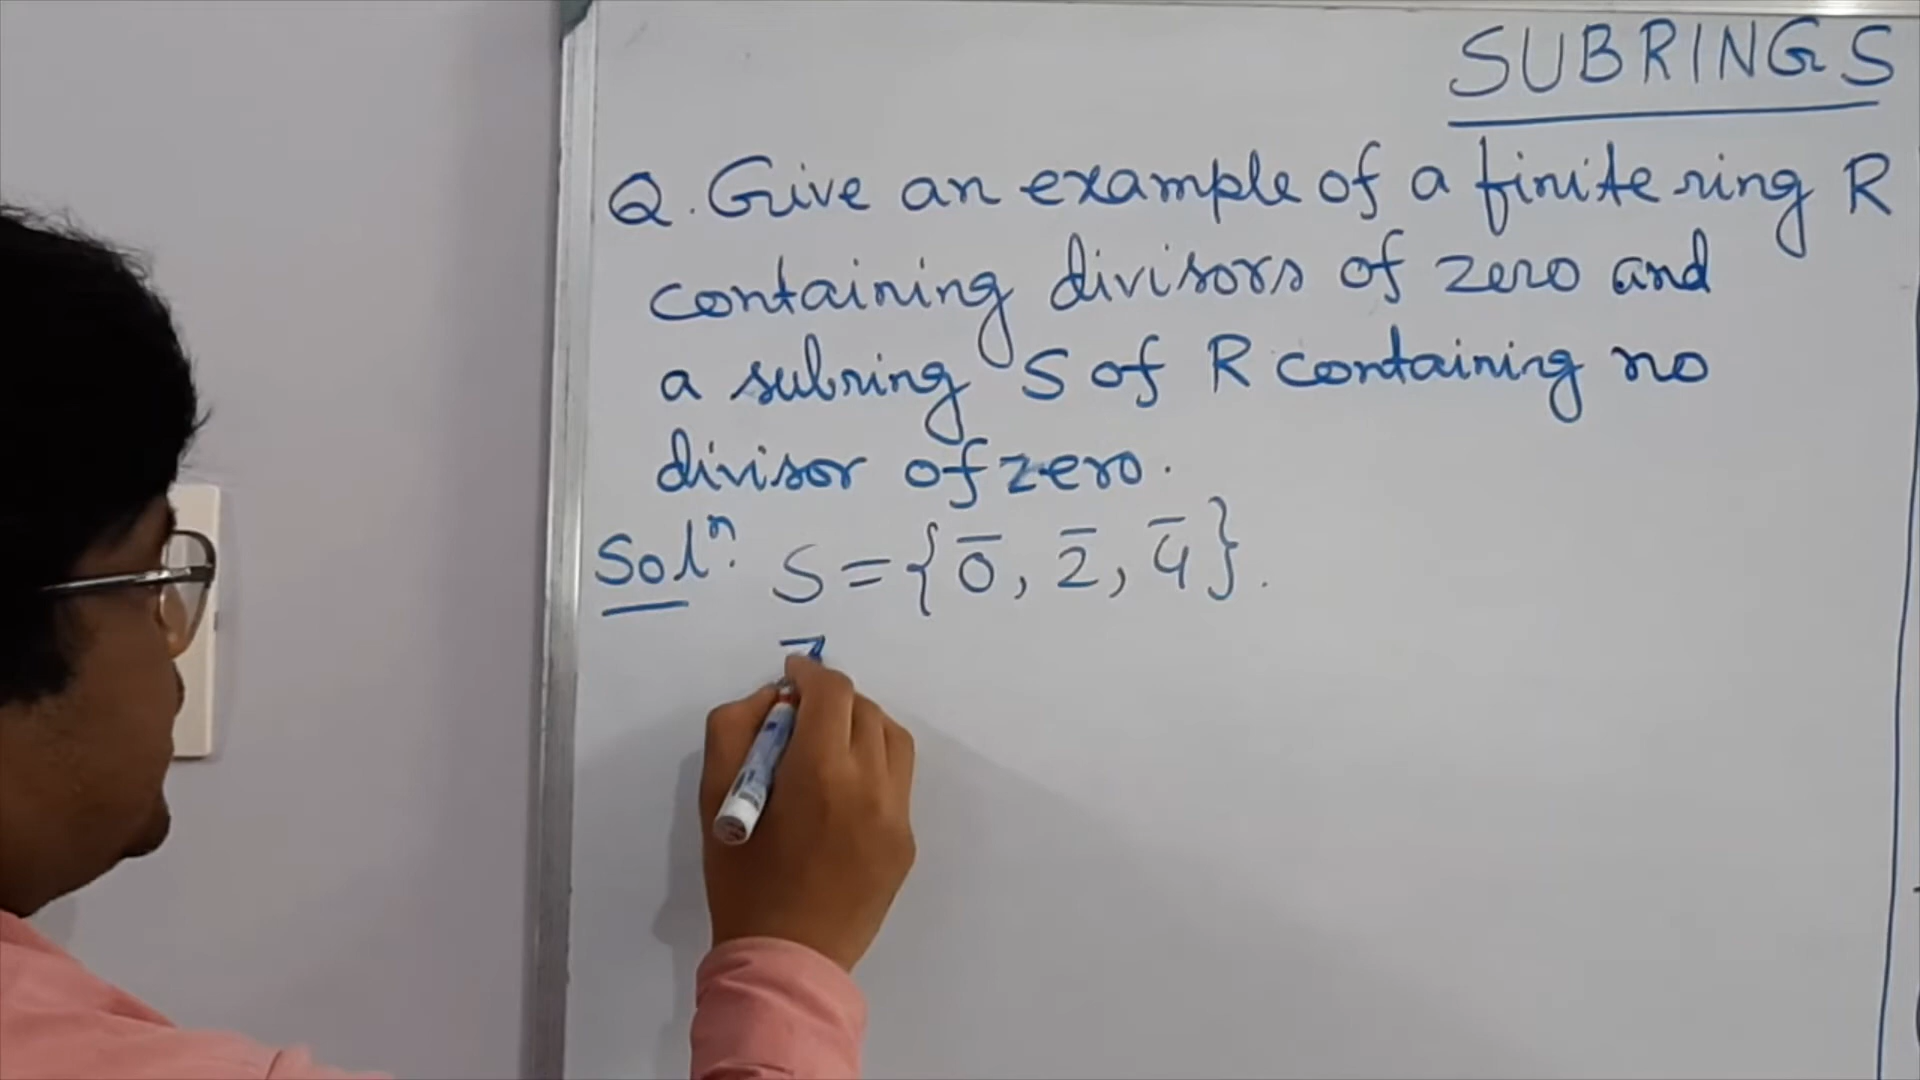 SUBRINGS
Q. Give an example of a finite ring R
containing divisors of zero and
a subring S of R containing no
divisor of zero.
Solⁿ. S = {0̅, 2̅, 4̅}.